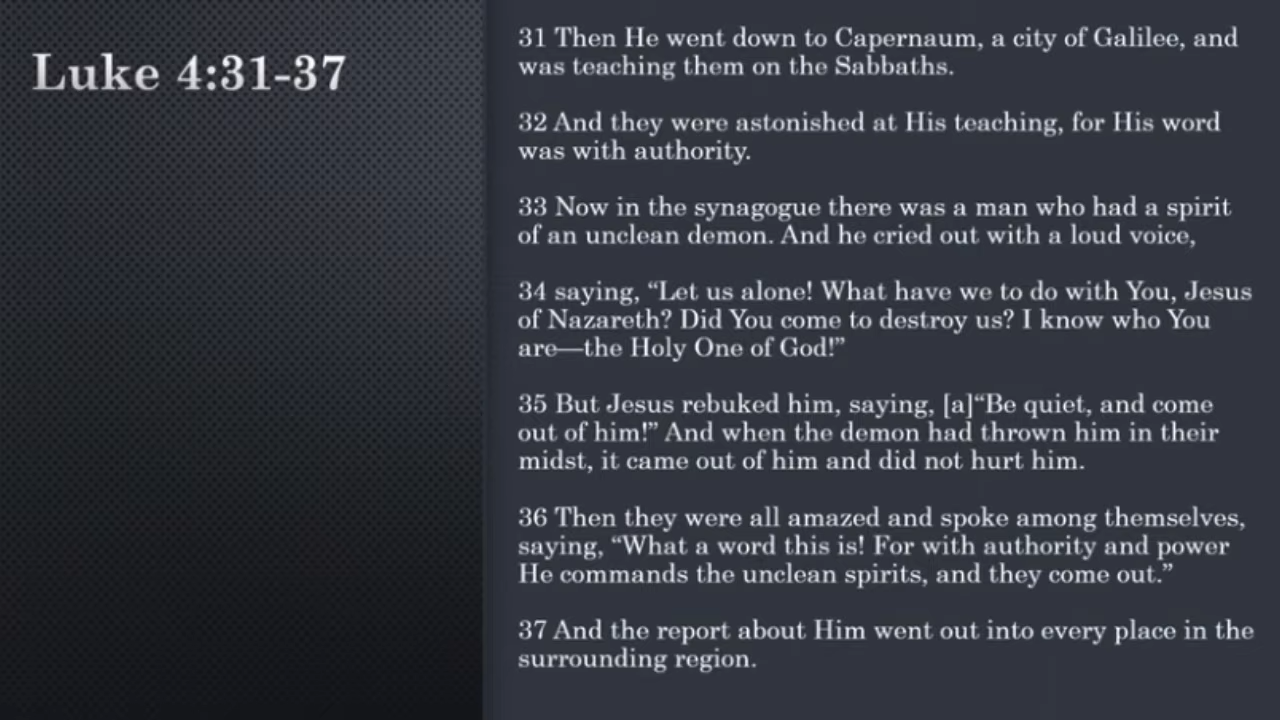 Luke 4:31-37
31 Then He went down to Capernaum, a city of Galilee, and
was teaching them on the Sabbaths.
32 And they were astonished at His teaching, for His word
was with authority.
33 Now in the synagogue there was a man who had a spirit
of an unclean demon. And he cried out with a loud voice,
34 saying, “Let us alone! What have we to do with You, Jesus
of Nazareth? Did You come to destroy us? I know who You
are—the Holy One of God!”
35 But Jesus rebuked him, saying, [a]“Be quiet, and come
out of him!” And when the demon had thrown him in their
midst, it came out of him and did not hurt him.
36 Then they were all amazed and spoke among themselves,
saying, “What a word this is! For with authority and power
He commands the unclean spirits, and they come out.”
37 And the report about Him went out into every place in the
surrounding region.